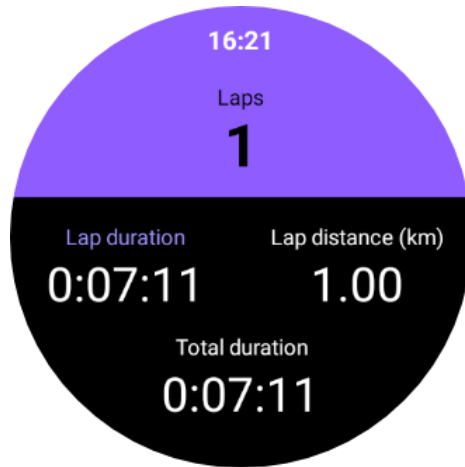 16:21
Laps
1
Lap duration Lap distance (km)
0:07:11 1.00
Total duration
0:07:11